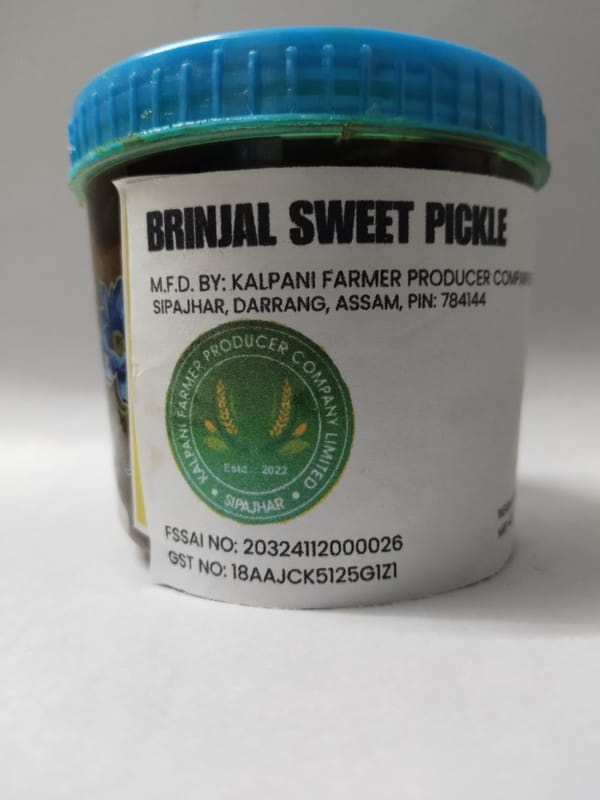 BRINJAL SWEET PICKLE
M.F.D. BY: KALPANI FARMER PRODUCER COMPANY
SIPAJHAR, DARRANG, ASSAM, PIN: 784144
KALPANI FARMER PRODUCER COMPANY LIMITED
Estd.. 2022
• SIPAJHAR •
FSSAI NO: 20324112000026
GST NO: 18AAJCK5125G1Z1